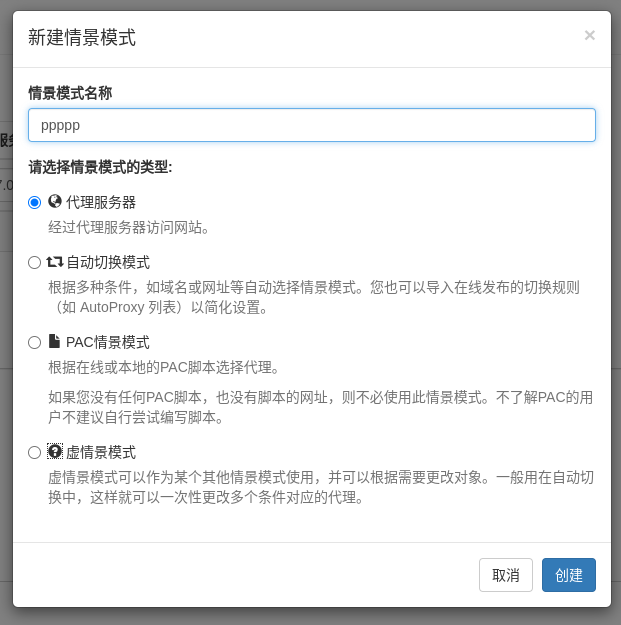 新建情景模式
×
情景模式名称
ppppp
请选择情景模式的类型:
代理服务器
经过代理服务器访问网站。
自动切换模式
根据多种条件，如域名或网址等自动选择情景模式。您也可以导入在线发布的切换规则
（如 AutoProxy 列表）以简化设置。
PAC情景模式
根据在线或本地的PAC脚本选择代理。
如果您没有任何PAC脚本，也没有脚本的网址，则不必使用此情景模式。不了解PAC的用
户不建议自行尝试编写脚本。
虚情景模式
虚情景模式可以作为某个其他情景模式使用，并可以根据需要更改对象。一般用在自动切
换中，这样就可以一次性更改多个条件对应的代理。
取消
创建